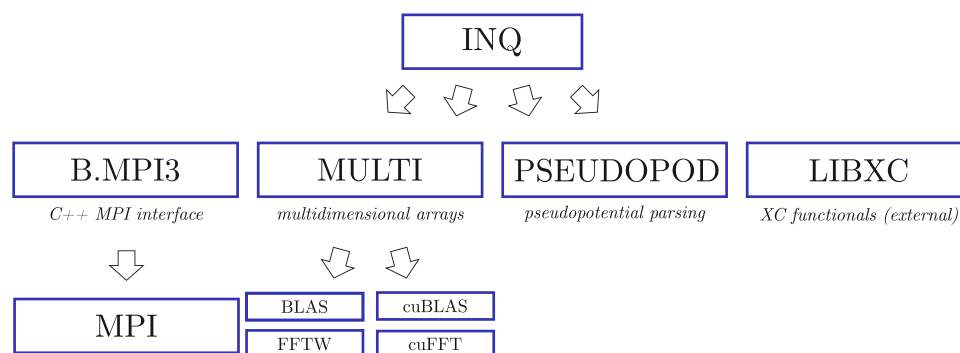 INQ
B.MPI3 MULTI PSEUDOPOD LIBXC
C++ MPI interface multidimensional arrays pseudopotential parsing XC functionals (external)
MPI BLAS cuBLAS
FFTW cuFFT